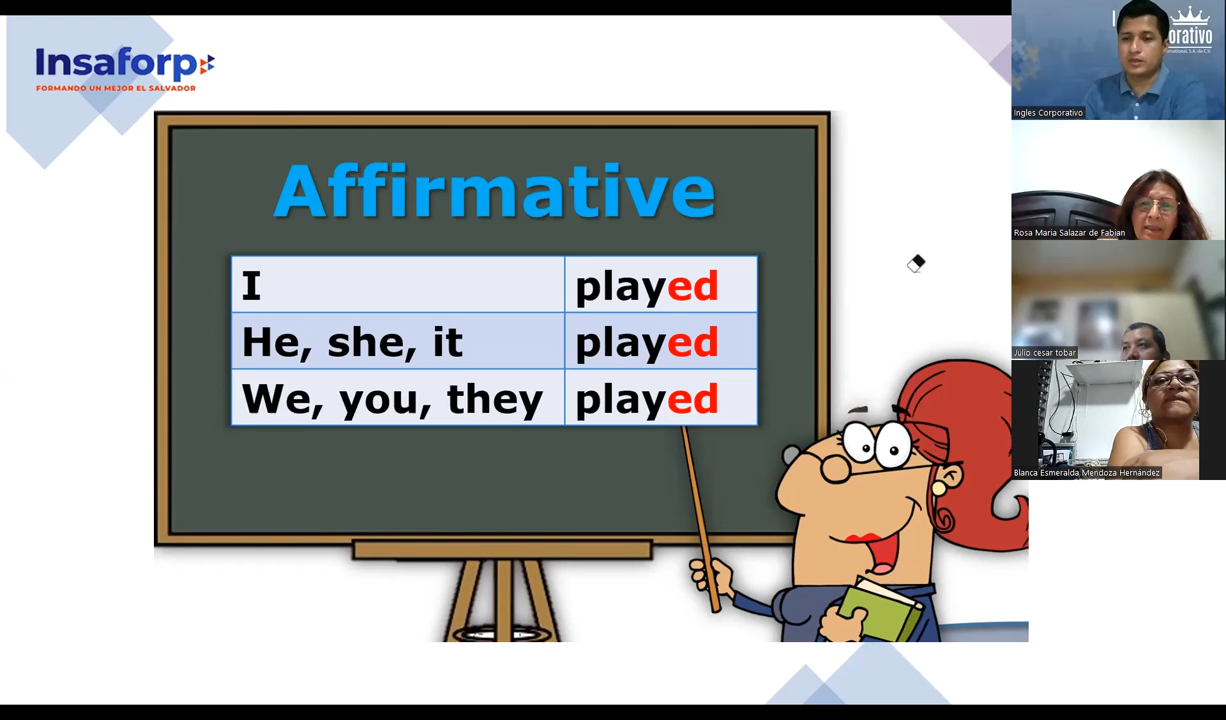 Insaforp
FORMANDO UN MEJOR EL SALVADOR
Affirmative
I played
He, she, it played
We, you, they played
orativo
Ingles Corporativo
Rosa Maria Salazar de Fabian
Julio cesar tobar
Blanca Esmeralda Mendoza Hernández